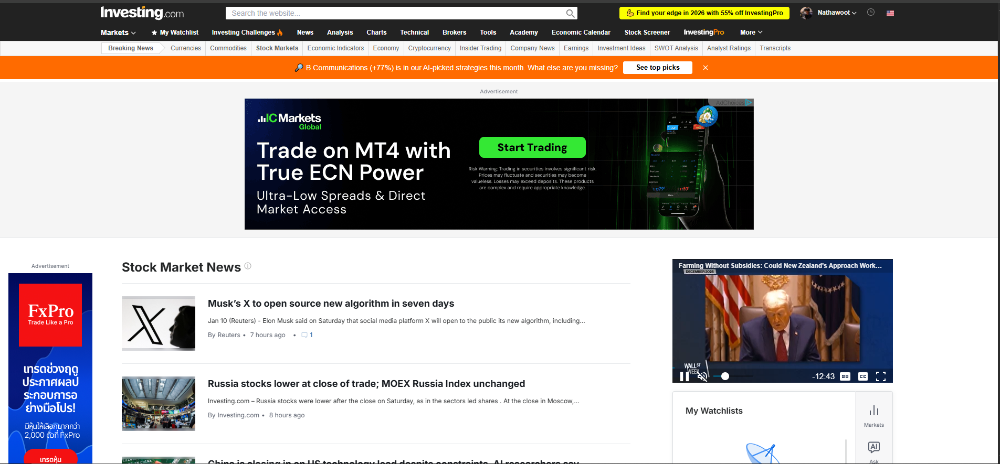 Investing.com
Search the website...
Find your edge in 2026 with 55% off InvestingPro
Nathawoot
Markets
My Watchlist
Investing Challenges
News
Analysis
Charts
Technical
Brokers
Tools
Academy
Economic Calendar
Stock Screener
InvestingPro
More
Breaking News
Currencies
Commodities
Stock Markets
Economic Indicators
Economy
Cryptocurrency
Insider Trading
Company News
Earnings
Investment Ideas
SWOT Analysis
Analyst Ratings
Transcripts
B Communications (+77%) is in our AI-picked strategies this month. What else are you missing?
See top picks
Advertisement
AdChoices
ICMarkets
Global
Trade on MT4 with
True ECN Power
Ultra-Low Spreads & Direct
Market Access
Start Trading
Risk Warning: Trading in securities involves significant risk.
Prices may fluctuate and securities may become
valueless. Losses may exceed deposits. These products
are complex and require appropriate knowledge.
Advertisement
FxPro
Trade Like a Pro
เทรดช่วงฤดู
ประกาศผลป
ระกอบการอ
ย่างมือโปร!
มีหุ้นให้เลือกมากกว่า
2,000 ตัวที่ FxPro
เทรดหุ้น
Stock Market News
Musk’s X to open source new algorithm in seven days
Jan 10 (Reuters) - Elon Musk said on Saturday that social media platform X will open to the public its new algorithm, including...
By Reuters • 7 hours ago • 1
Russia stocks lower at close of trade; MOEX Russia Index unchanged
Investing.com – Russia stocks were lower after the close on Saturday, as in the sectors led shares . At the close in Moscow,...
By Investing.com • 8 hours ago
China is closing in on US technology lead despite constraints, AI researchers say
Farming Without Subsidies: Could New Zealand's Approach Work...
DECEMBER 2025
WALL ST
WEEK
-12:43
SD
CC
My Watchlists
Markets
AI
Ask